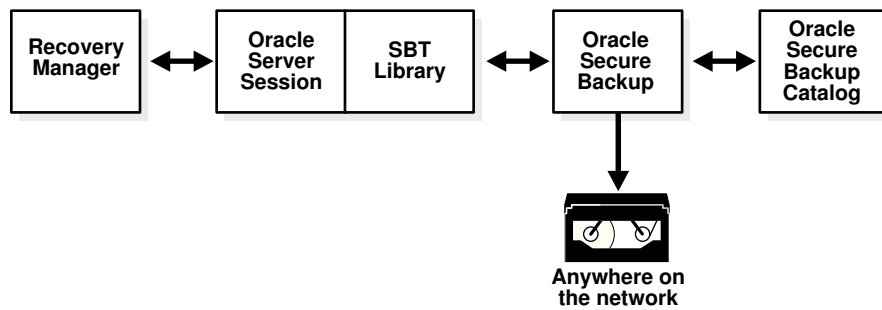 Recovery
Manager
Oracle
Server
Session
SBT
Library
Oracle
Secure
Backup
Oracle
Secure
Backup
Catalog
Anywhere on
the network